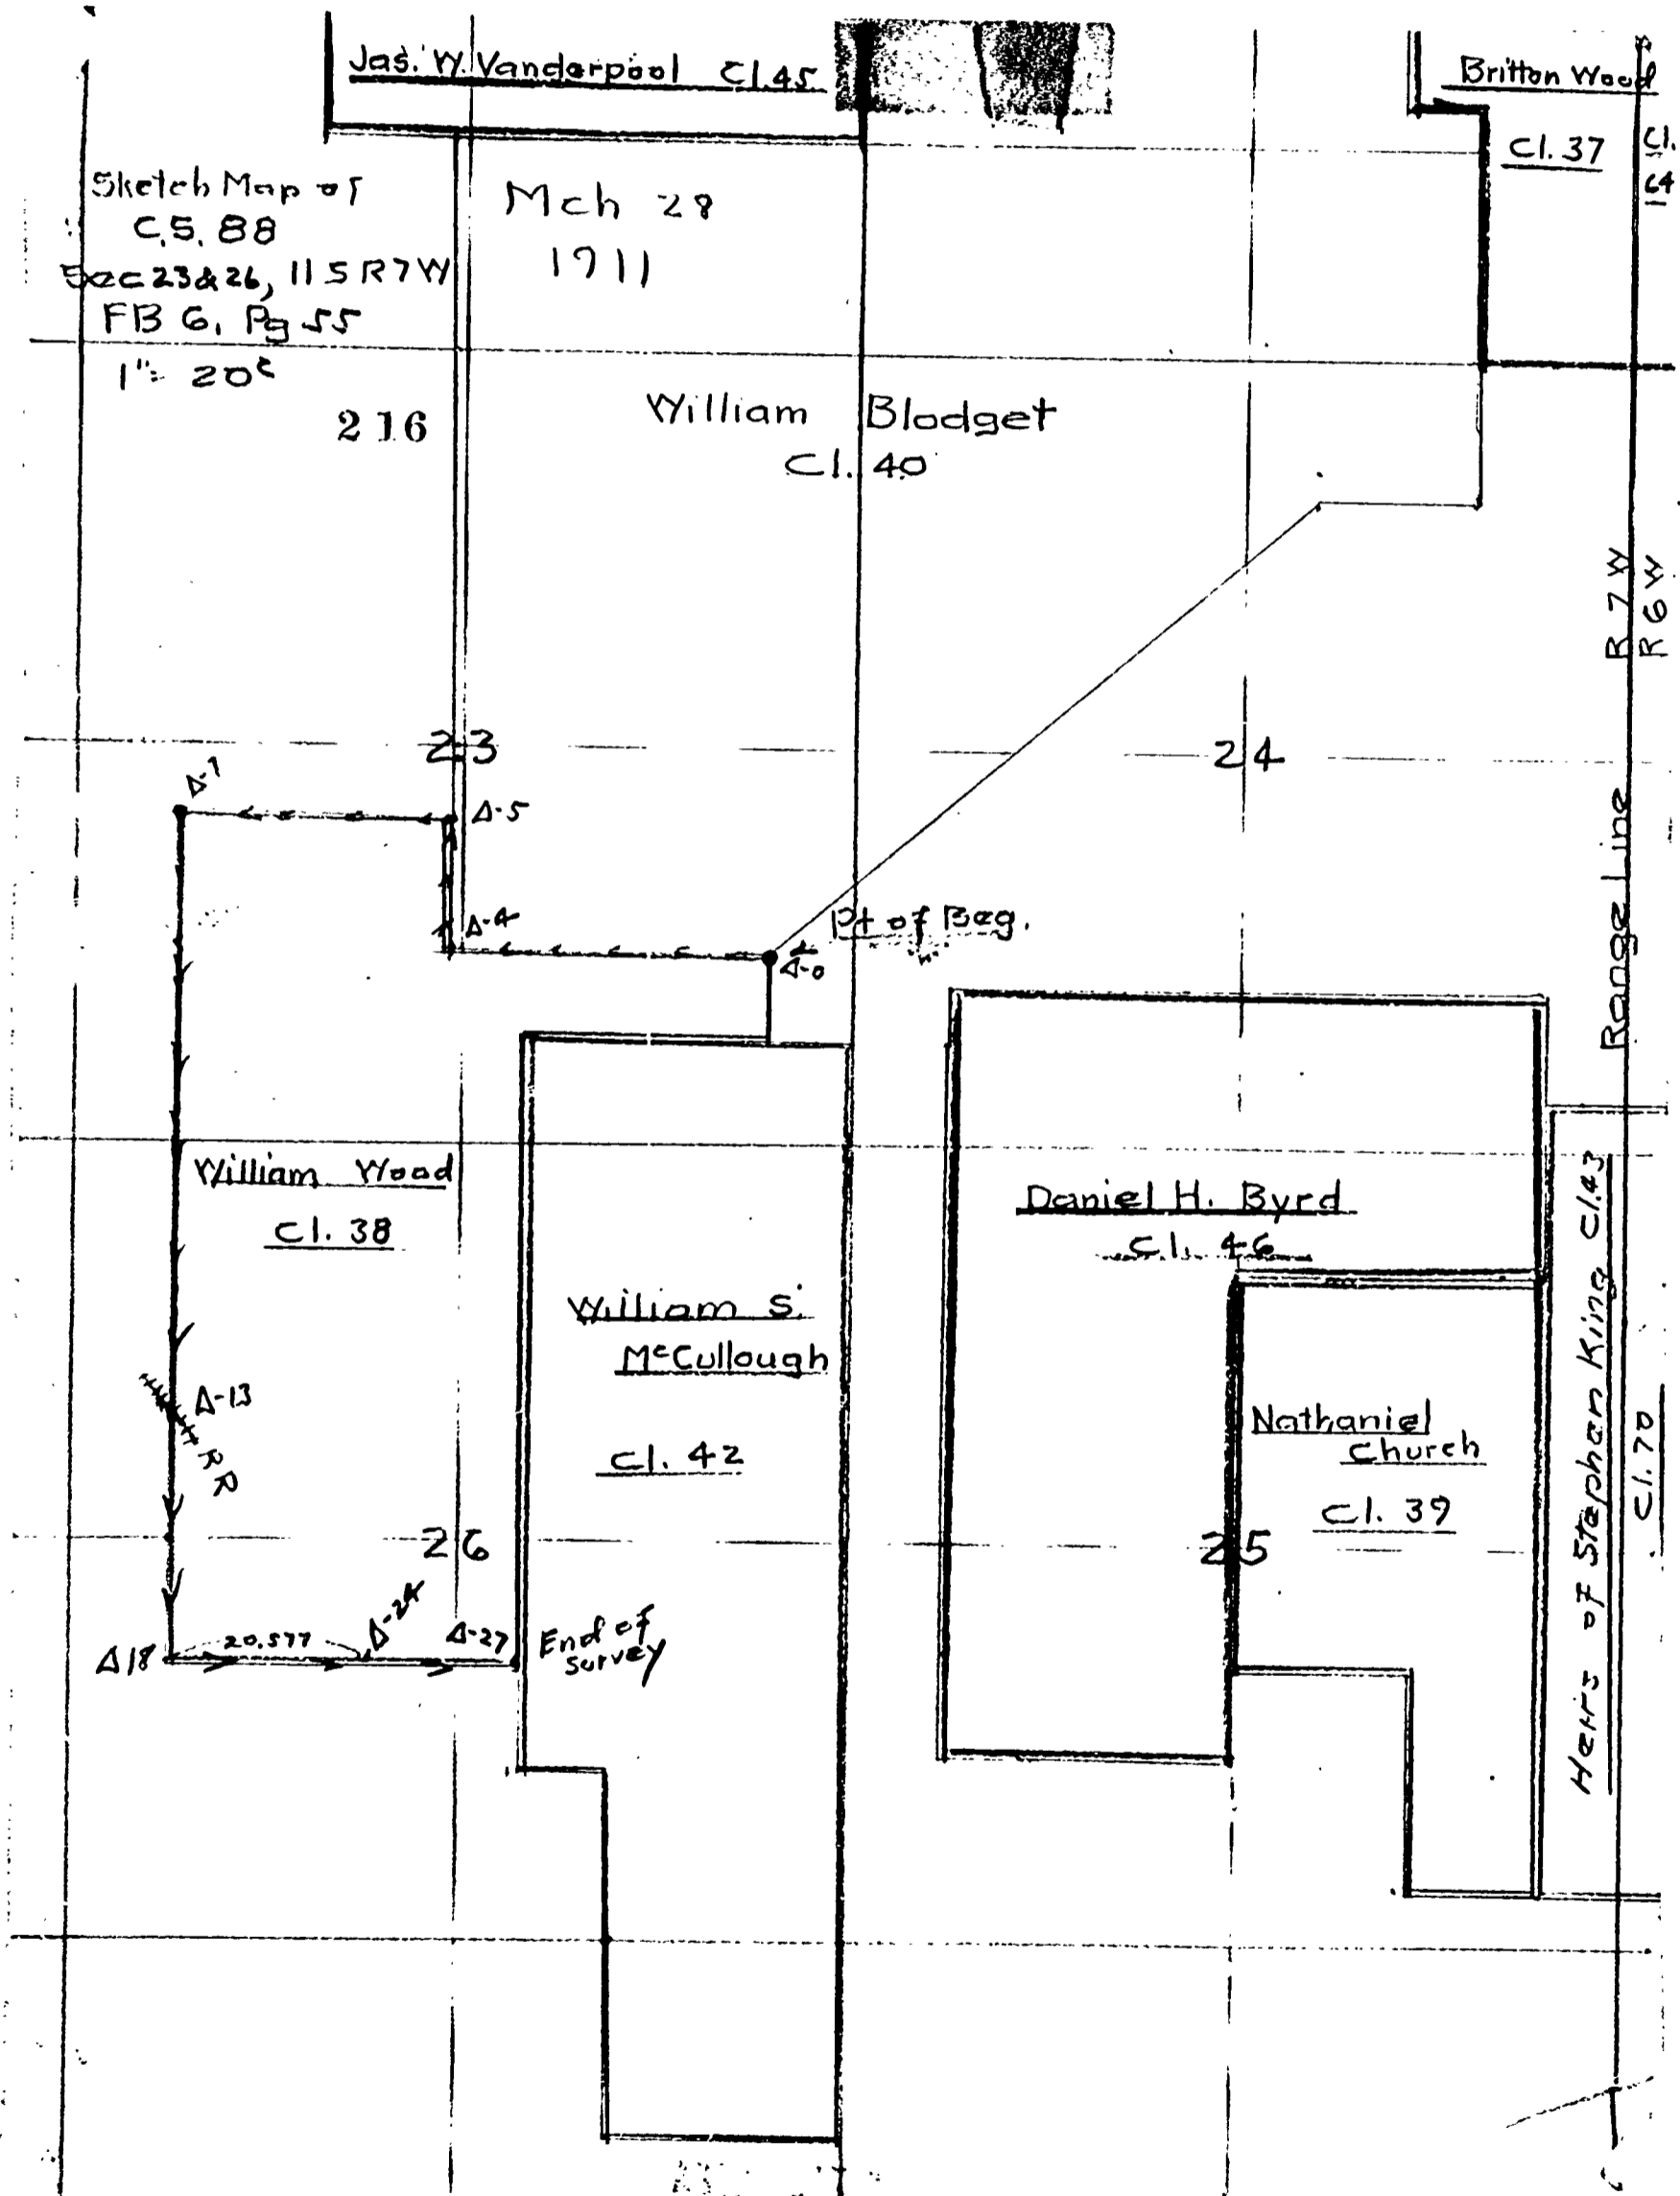 Jas. W. Vanderpool Cl. 45
Britton Wood
Cl. 37
Cl.
64
Sketch Map of
C.S. 88
Sec 23 & 26, 11 S R 7 W
FB 6, Pg 55
1" = 20c
Mch 28
1911
216
William Blodget
Cl. 40
R 7 W
R 6 W
Range Line
23
24
Δ-7
Δ-5
Δ-4
Pt of Beg.
Δ-0
William Wood
Cl. 38
Daniel H. Byrd
Cl. 46
William S.
McCullough
Cl. 42
Nathaniel
Church
Cl. 39
Heirs of Stephen King Cl. 43
Cl. 70
Δ-13
RR
26
25
Δ18
20.577
Δ-24
Δ-27
End of
survey